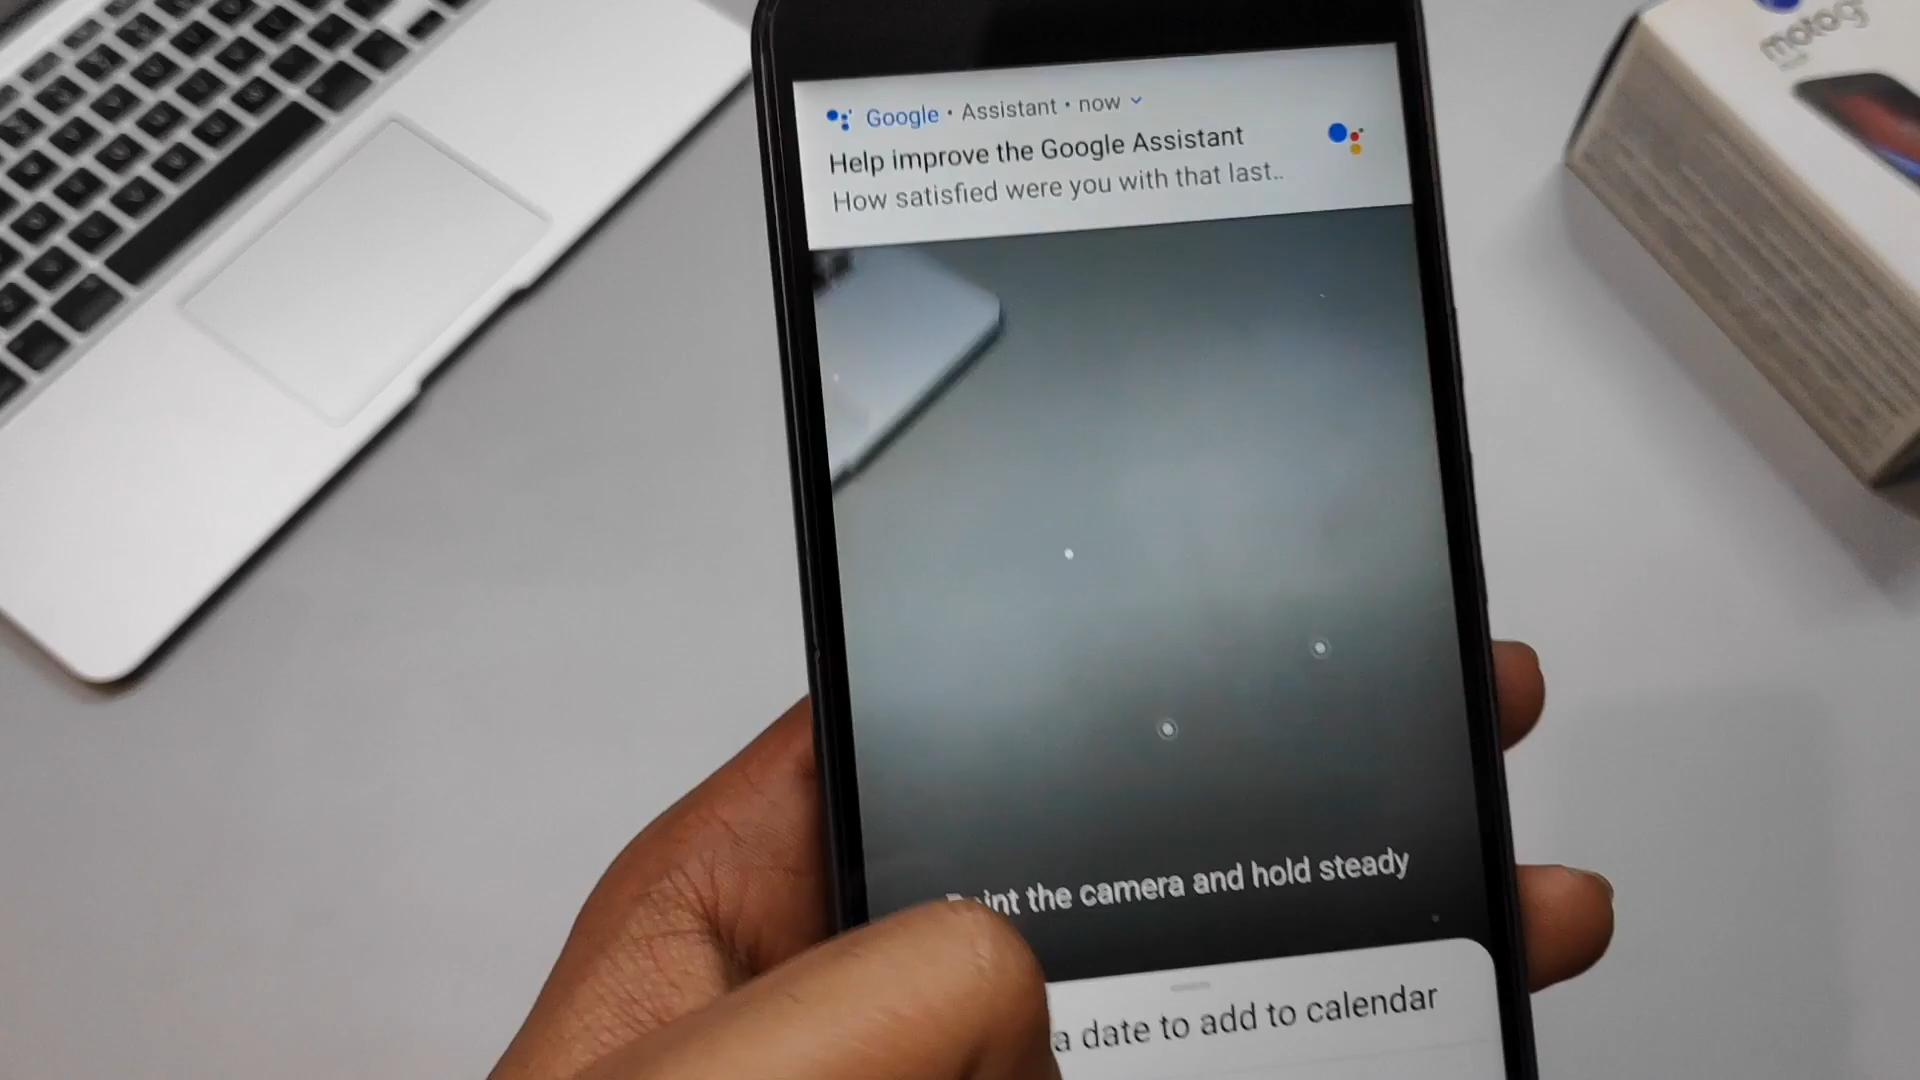 Google • Assistant • now
Help improve the Google Assistant
How satisfied were you with that last..
the camera and hold steady
a date to add to calendar
motog